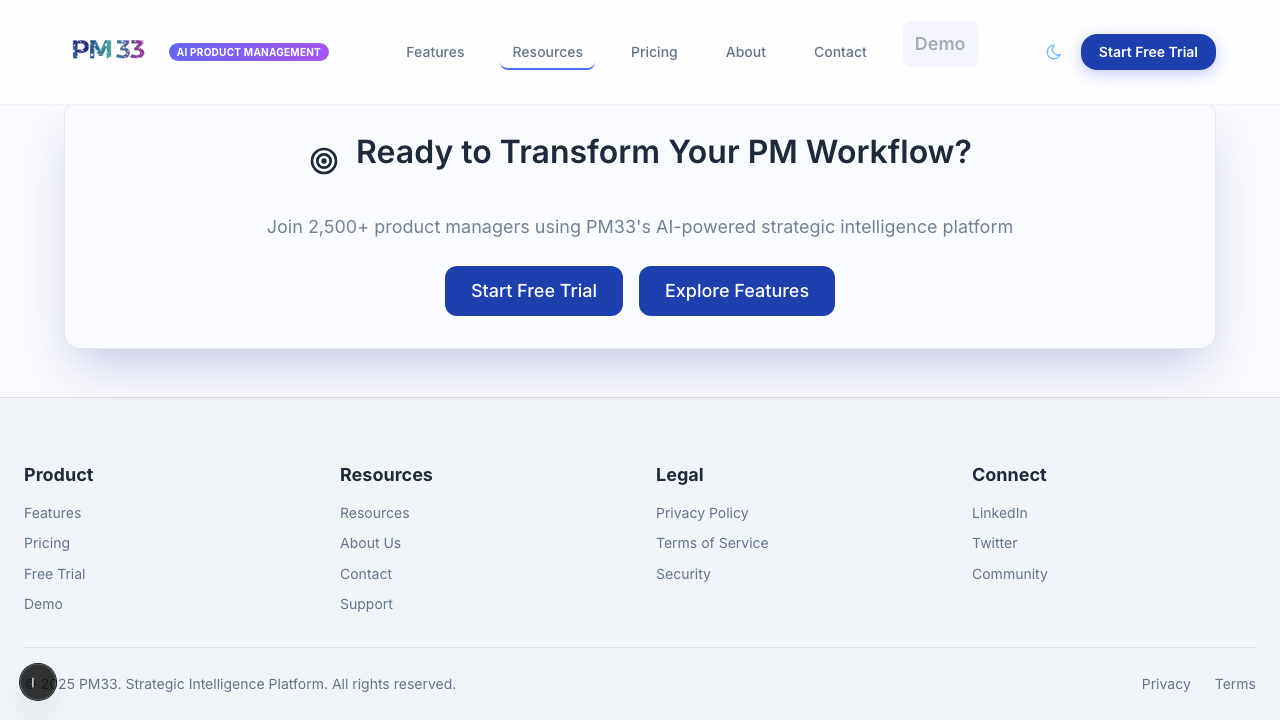 PM33
AI PRODUCT MANAGEMENT
Features
Resources
Pricing
About
Contact
Demo
Start Free Trial
Ready to Transform Your PM Workflow?
Join 2,500+ product managers using PM33's AI-powered strategic intelligence platform
Start Free Trial
Explore Features
Product
Features
Pricing
Free Trial
Demo
Resources
Resources
About Us
Contact
Support
Legal
Privacy Policy
Terms of Service
Security
Connect
LinkedIn
Twitter
Community
© 2025 PM33. Strategic Intelligence Platform. All rights reserved.
Privacy
Terms